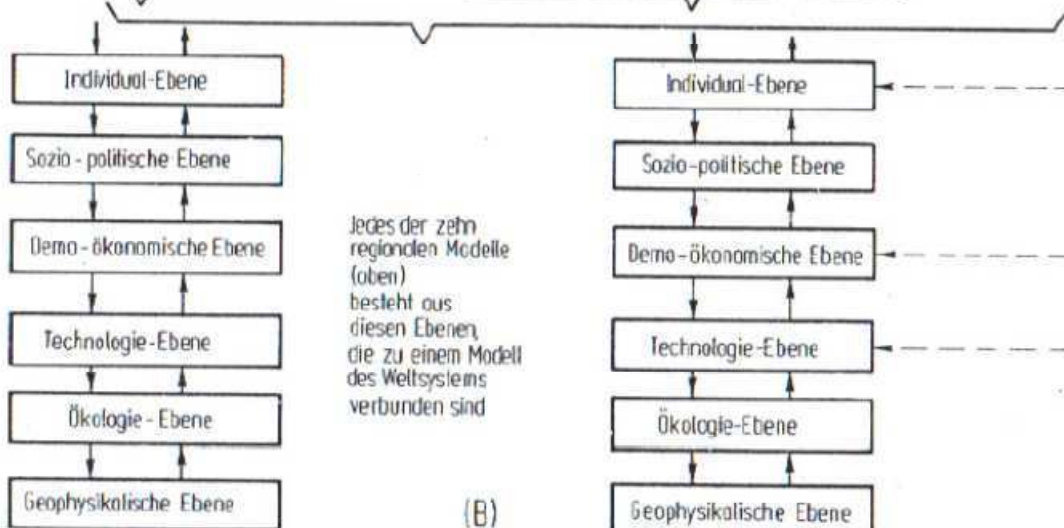 Individual-Ebene
Sozio-politische Ebene
Demo-ökonomische Ebene
Technologie-Ebene
Ökologie-Ebene
Geophysikalische Ebene
Jedes der zehn
regionalen Modelle
(oben)
besteht aus
diesen Ebenen,
die zu einem Modell
des Weltsystems
verbunden sind
(B)
Individual-Ebene
Sozio-politische Ebene
Demo-ökonomische Ebene
Technologie-Ebene
Ökologie-Ebene
Geophysikalische Ebene